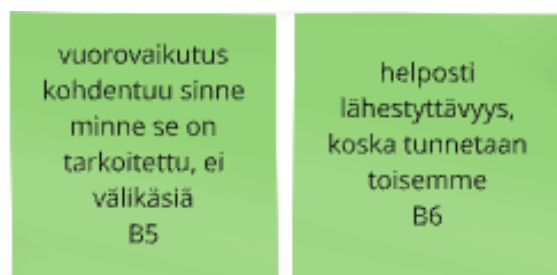 vuorovaikutus
kohdentuu sinne
minne se on
tarkoitettu, ei
välikäsiä
B5
helposti
lähestyttävyys,
koska tunnetaan
toisemme
B6